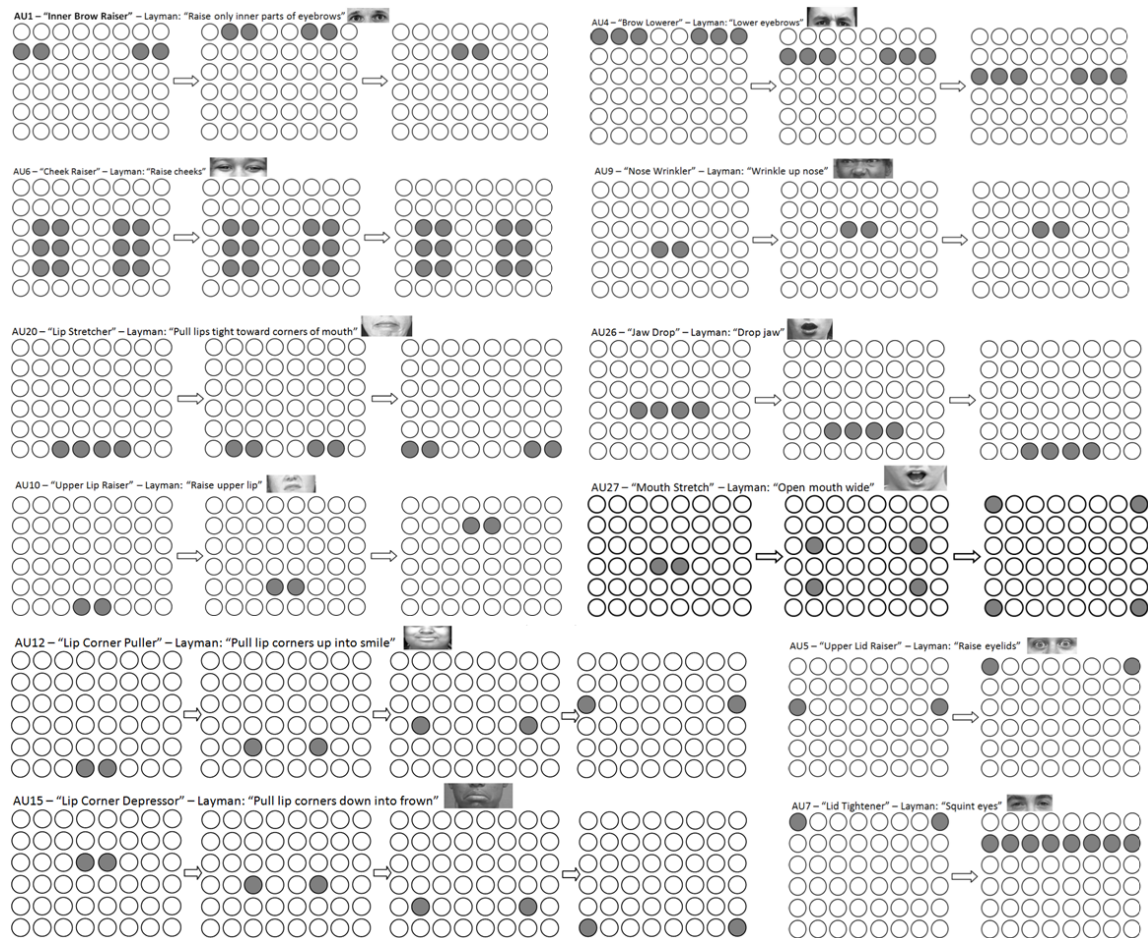 AU1 – “Inner Brow Raiser” – Layman: “Raise only inner parts of eyebrows”
AU4 – “Brow Lowerer” – Layman: “Lower eyebrows”
AU6 – “Cheek Raiser” – Layman: “Raise cheeks”
AU9 – “Nose Wrinkler” – Layman: “Wrinkle up nose”
AU20 – “Lip Stretcher” – Layman: “Pull lips tight toward corners of mouth”
AU26 – “Jaw Drop” – Layman: “Drop jaw”
AU10 – “Upper Lip Raiser” – Layman: “Raise upper lip”
AU27 – “Mouth Stretch” – Layman: “Open mouth wide”
AU12 – “Lip Corner Puller” – Layman: “Pull lip corners up into smile”
AU5 – “Upper Lid Raiser” – Layman: “Raise eyelids”
AU15 – “Lip Corner Depressor” – Layman: “Pull lip corners down into frown”
AU7 – “Lid Tightener” – Layman: “Squint eyes”